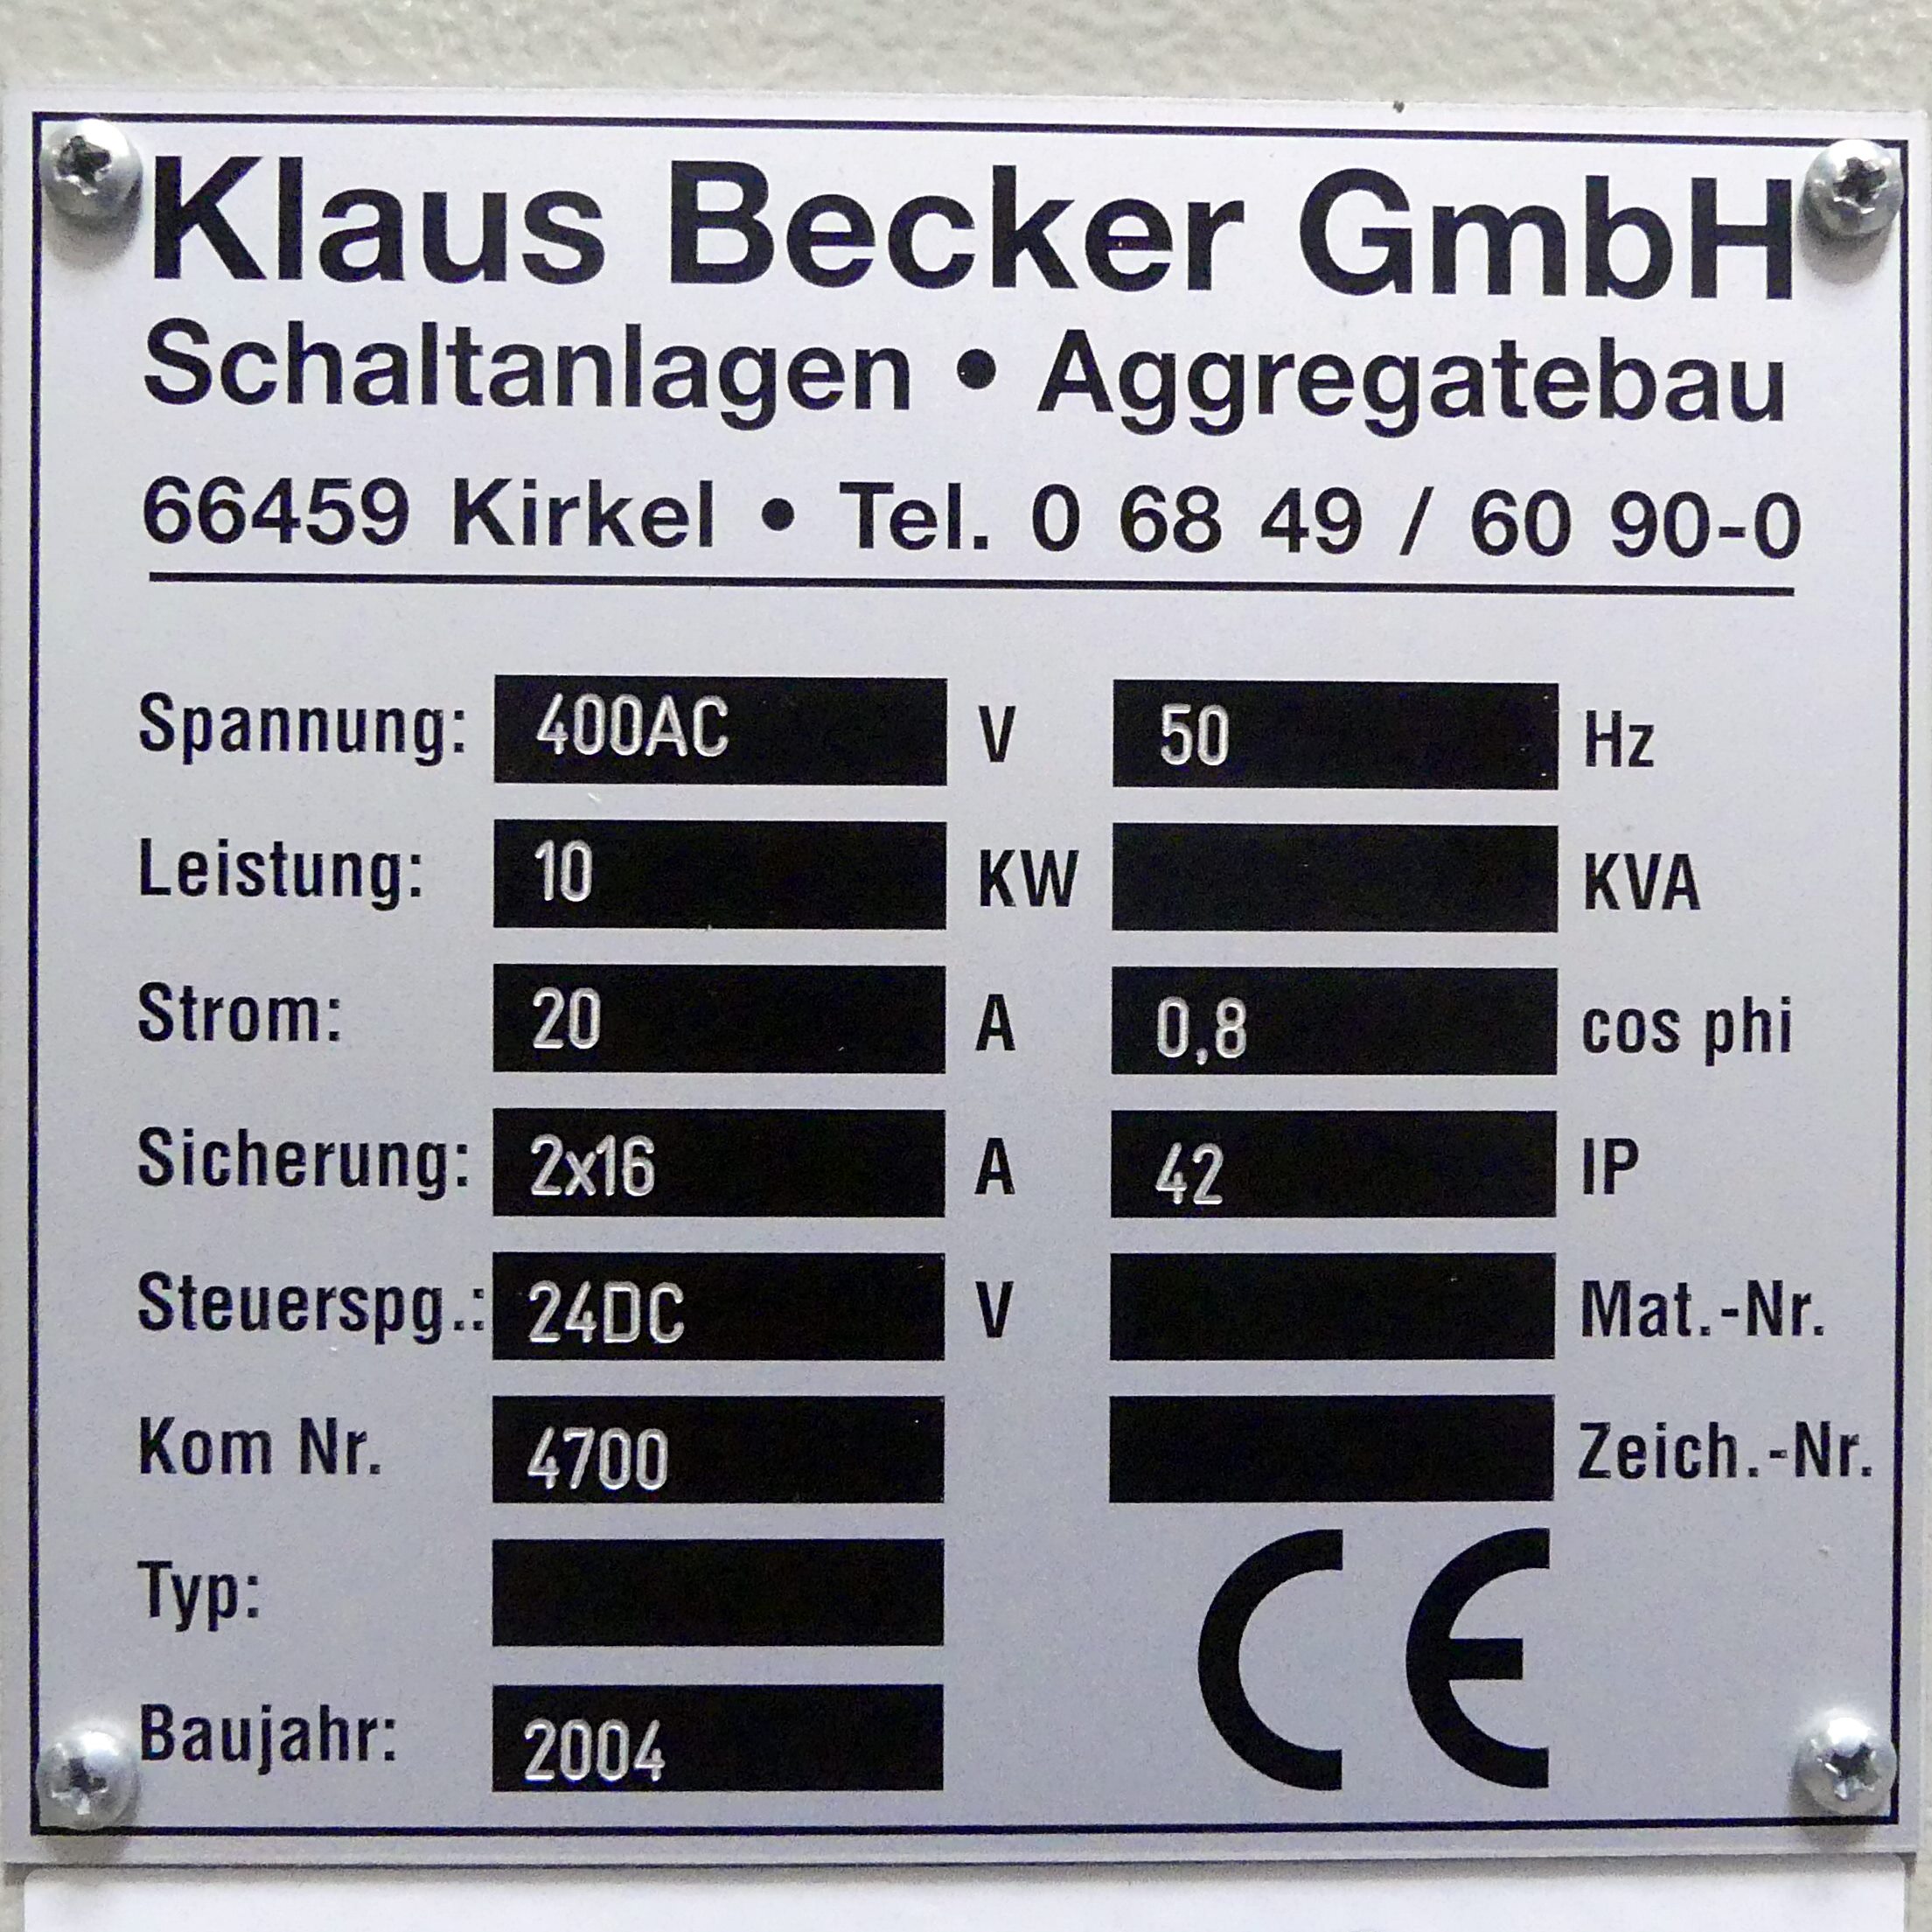 Klaus Becker GmbH
Schaltanlagen • Aggregatebau
66459 Kirkel • Tel. 0 68 49 / 60 90-0
Spannung: 400AC V 50 Hz
Leistung: 10 KW KVA
Strom: 20 A 0,8 cos phi
Sicherung: 2x16 A 42 IP
Steuerspg.: 24DC V Mat.-Nr.
Kom Nr. 4700 Zeich.-Nr.
Typ:
Baujahr: 2004
CE